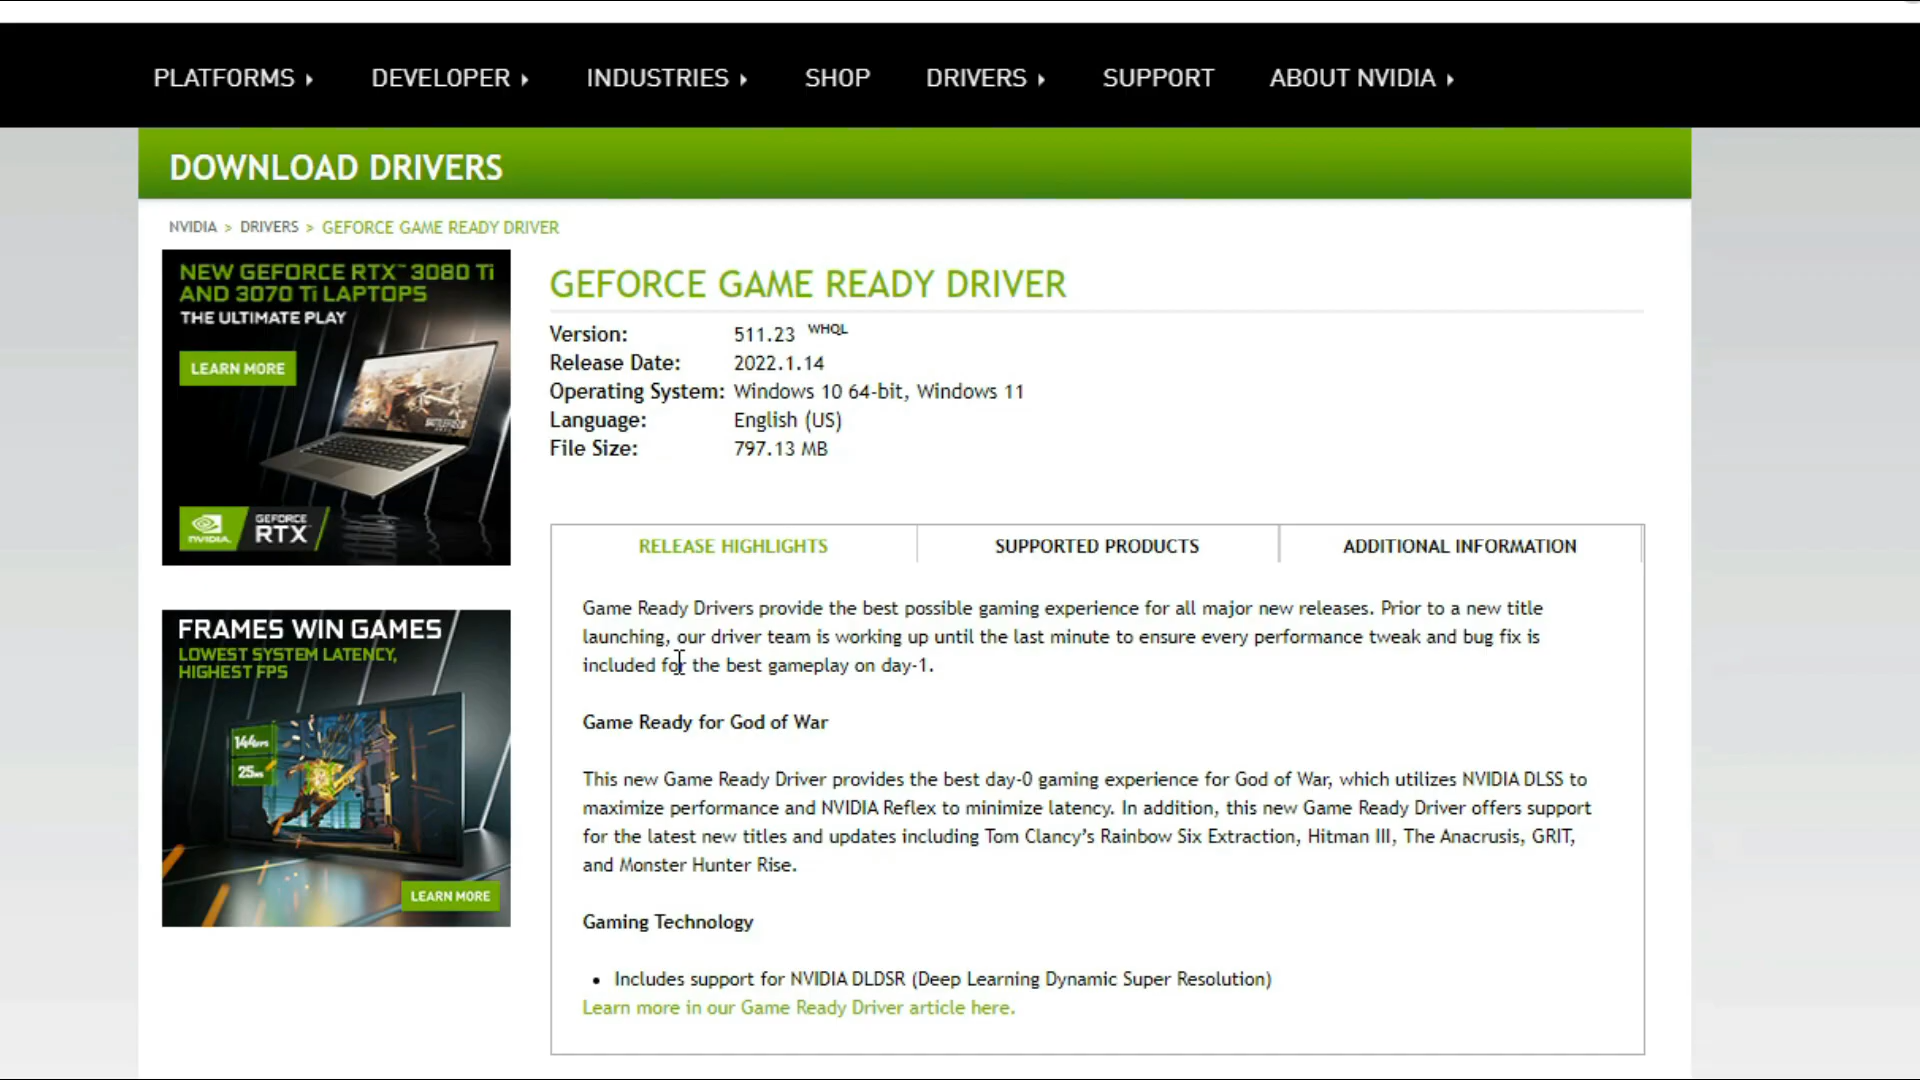 PLATFORMS DEVELOPER INDUSTRIES SHOP DRIVERS SUPPORT ABOUT NVIDIA
DOWNLOAD DRIVERS
NVIDIA > DRIVERS > GEFORCE GAME READY DRIVER
NEW GEFORCE RTX™ 3080 Ti
AND 3070 Ti LAPTOPS
THE ULTIMATE PLAY
LEARN MORE
BATTLEFIELD
NVIDIA.
GEFORCE
RTX
FRAMES WIN GAMES
LOWEST SYSTEM LATENCY,
HIGHEST FPS
144FPS
25MS
LEARN MORE
GEFORCE GAME READY DRIVER
Version: 511.23 WHQL
Release Date: 2022.1.14
Operating System: Windows 10 64-bit, Windows 11
Language: English (US)
File Size: 797.13 MB
RELEASE HIGHLIGHTS SUPPORTED PRODUCTS ADDITIONAL INFORMATION
Game Ready Drivers provide the best possible gaming experience for all major new releases. Prior to a new title
launching, our driver team is working up until the last minute to ensure every performance tweak and bug fix is
included for the best gameplay on day-1.
Game Ready for God of War
This new Game Ready Driver provides the best day-0 gaming experience for God of War, which utilizes NVIDIA DLSS to
maximize performance and NVIDIA Reflex to minimize latency. In addition, this new Game Ready Driver offers support
for the latest new titles and updates including Tom Clancy's Rainbow Six Extraction, Hitman III, The Anacrusis, GRIT,
and Monster Hunter Rise.
Gaming Technology
• Includes support for NVIDIA DLDSR (Deep Learning Dynamic Super Resolution)
Learn more in our Game Ready Driver article here.